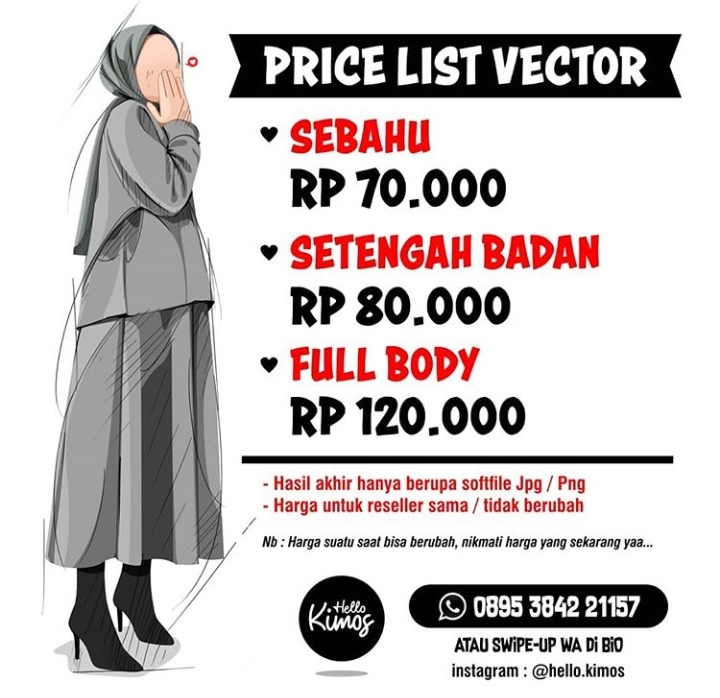 PRICE LIST VECTOR
SEBAHU
RP 70.000
SETENGAH BADAN
RP 80.000
FULL BODY
RP 120.000
- Hasil akhir hanya berupa softfile Jpg / Png
- Harga untuk reseller sama / tidak berubah
Nb : Harga suatu saat bisa berubah, nikmati harga yang sekarang yaa...
Hello
Kimos
0895 3842 21157
ATAU SWiPE-UP WA Di BiO
instagram : @hello.kimos